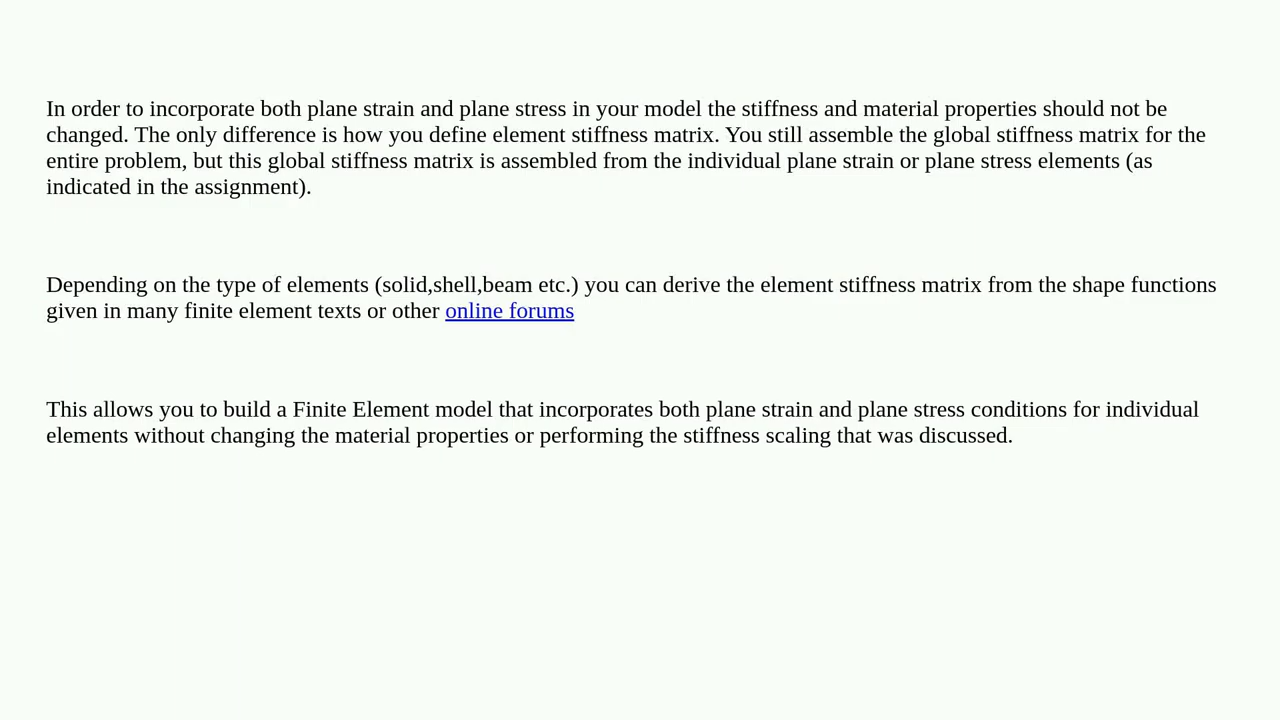 In order to incorporate both plane strain and plane stress in your model the stiffness and material properties should not be
changed. The only difference is how you define element stiffness matrix. You still assemble the global stiffness matrix for the
entire problem, but this global stiffness matrix is assembled from the individual plane strain or plane stress elements (as
indicated in the assignment).
Depending on the type of elements (solid,shell,beam etc.) you can derive the element stiffness matrix from the shape functions
given in many finite element texts or other online forums
This allows you to build a Finite Element model that incorporates both plane strain and plane stress conditions for individual
elements without changing the material properties or performing the stiffness scaling that was discussed.